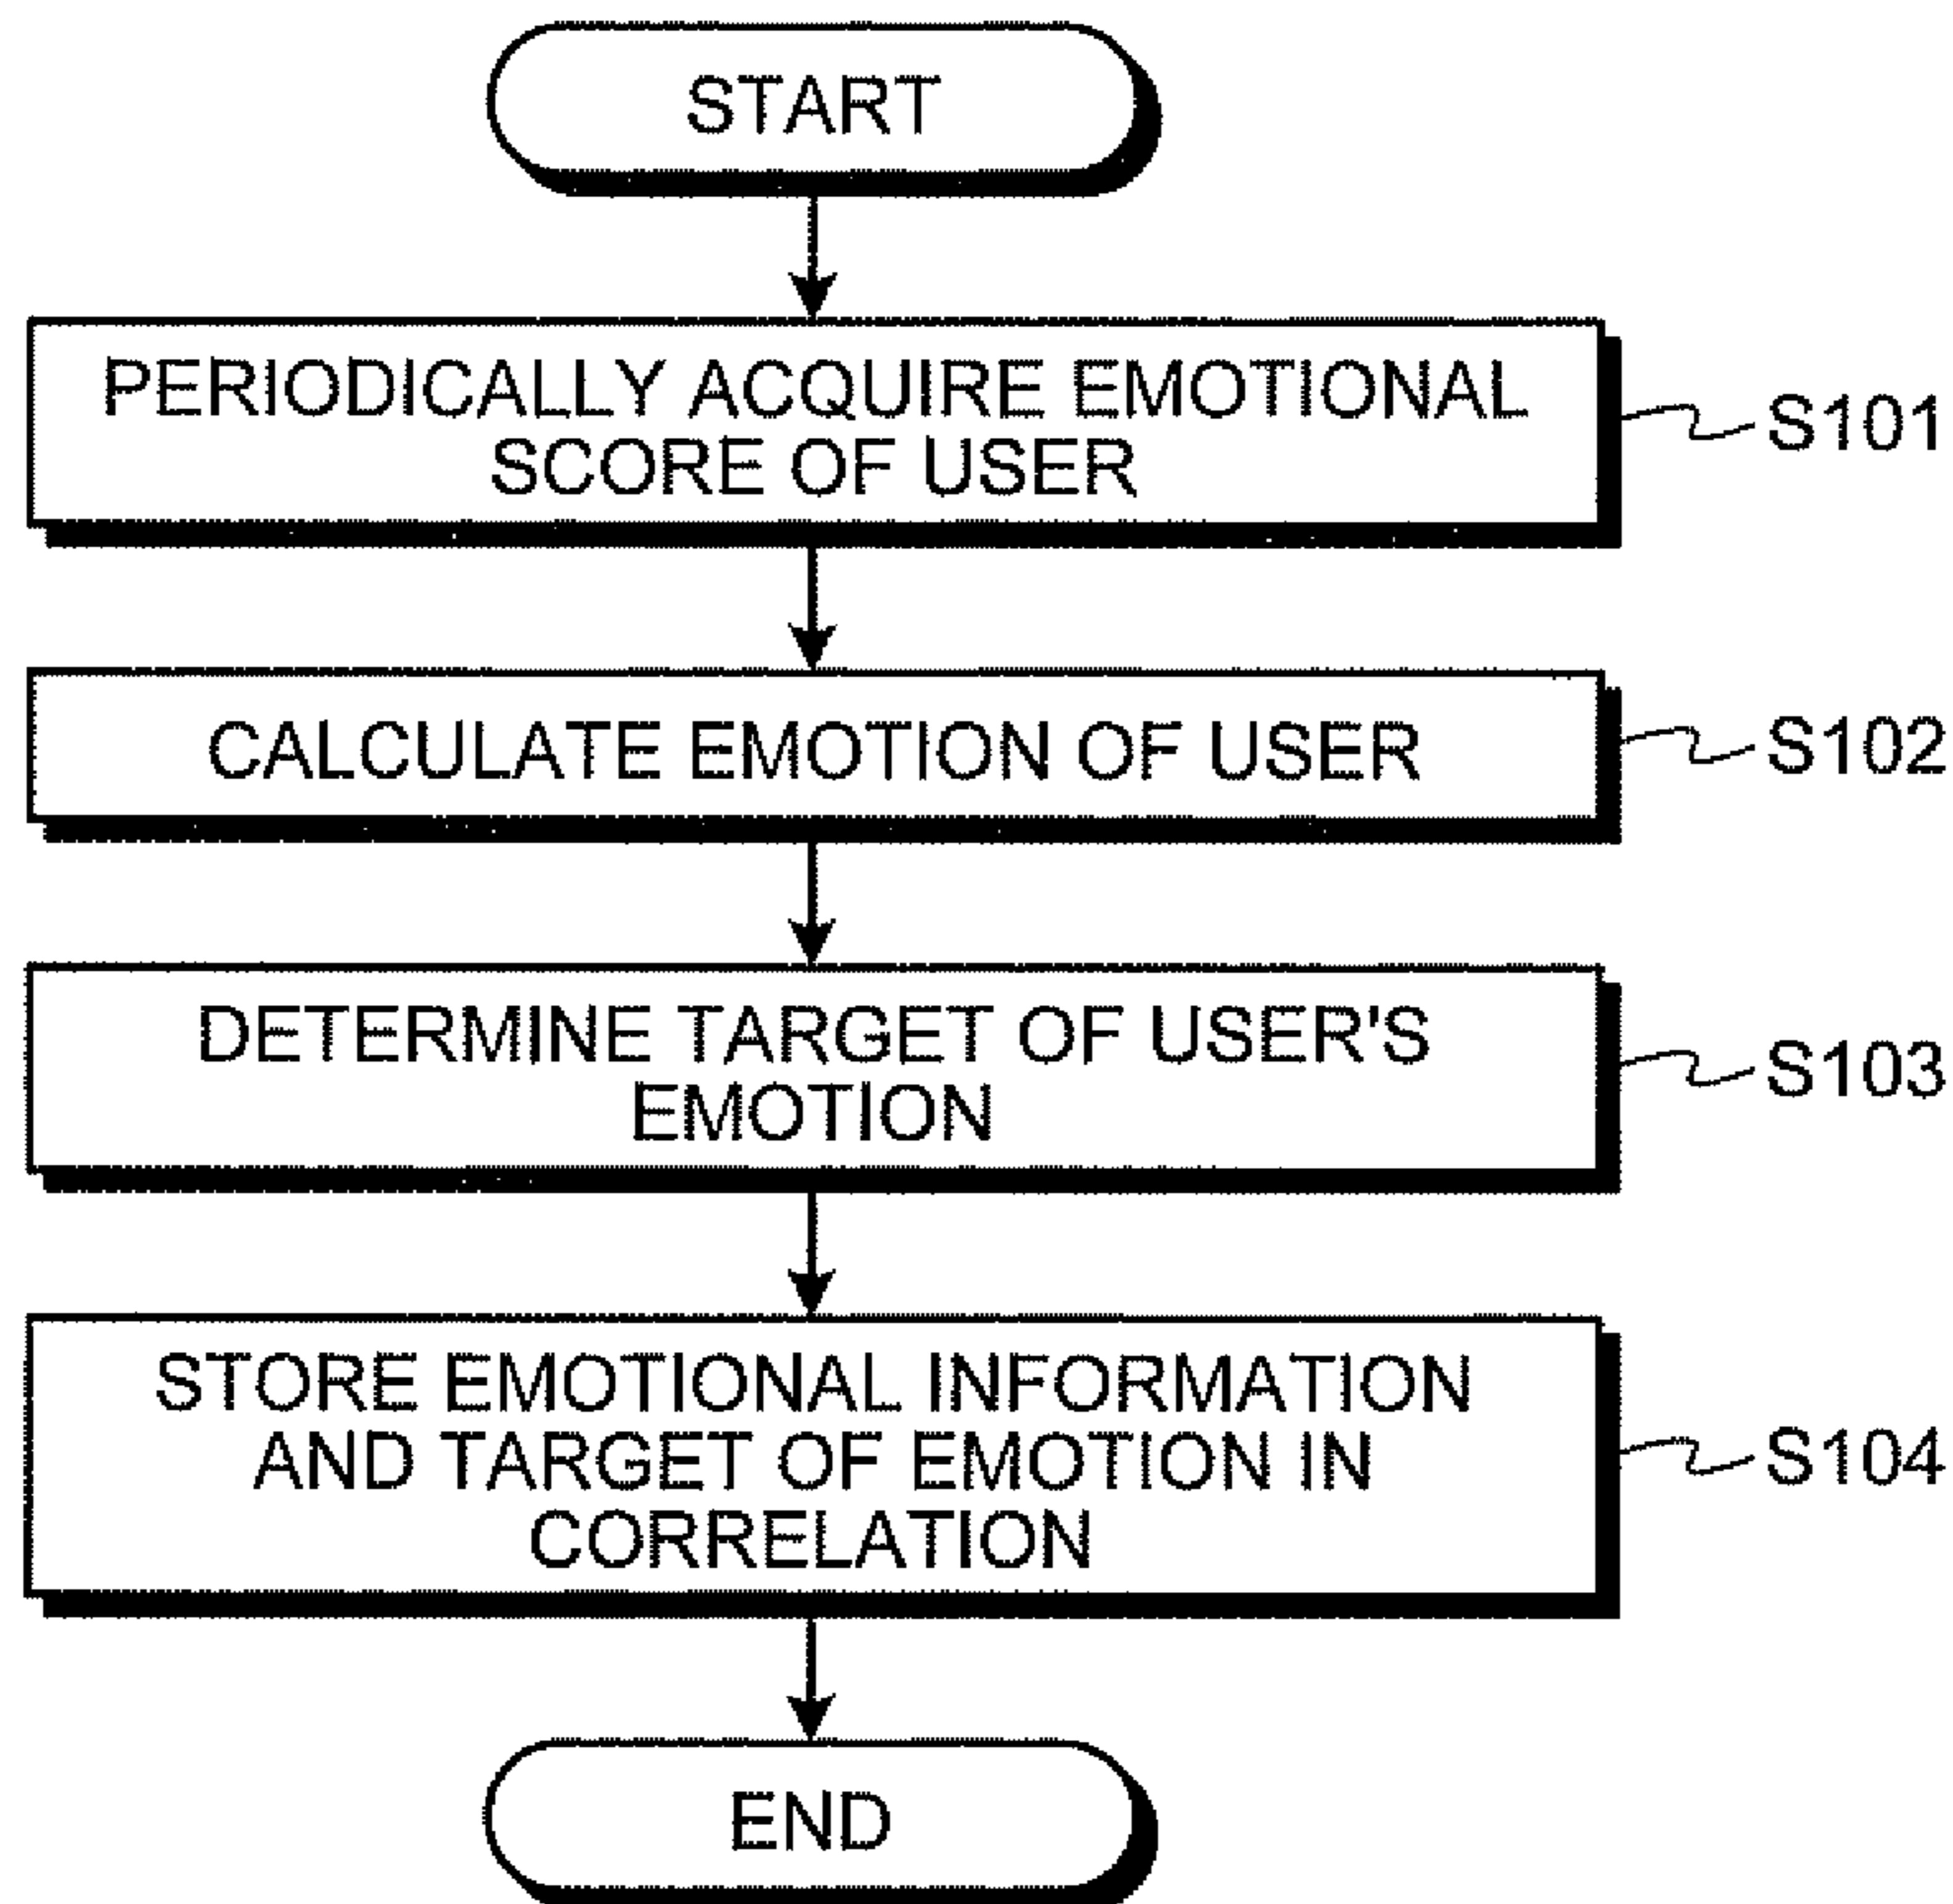 START
PERIODICALLY ACQUIRE EMOTIONAL
SCORE OF USER
S101
CALCULATE EMOTION OF USER
S102
DETERMINE TARGET OF USER'S
EMOTION
S103
STORE EMOTIONAL INFORMATION
AND TARGET OF EMOTION IN
CORRELATION
S104
END